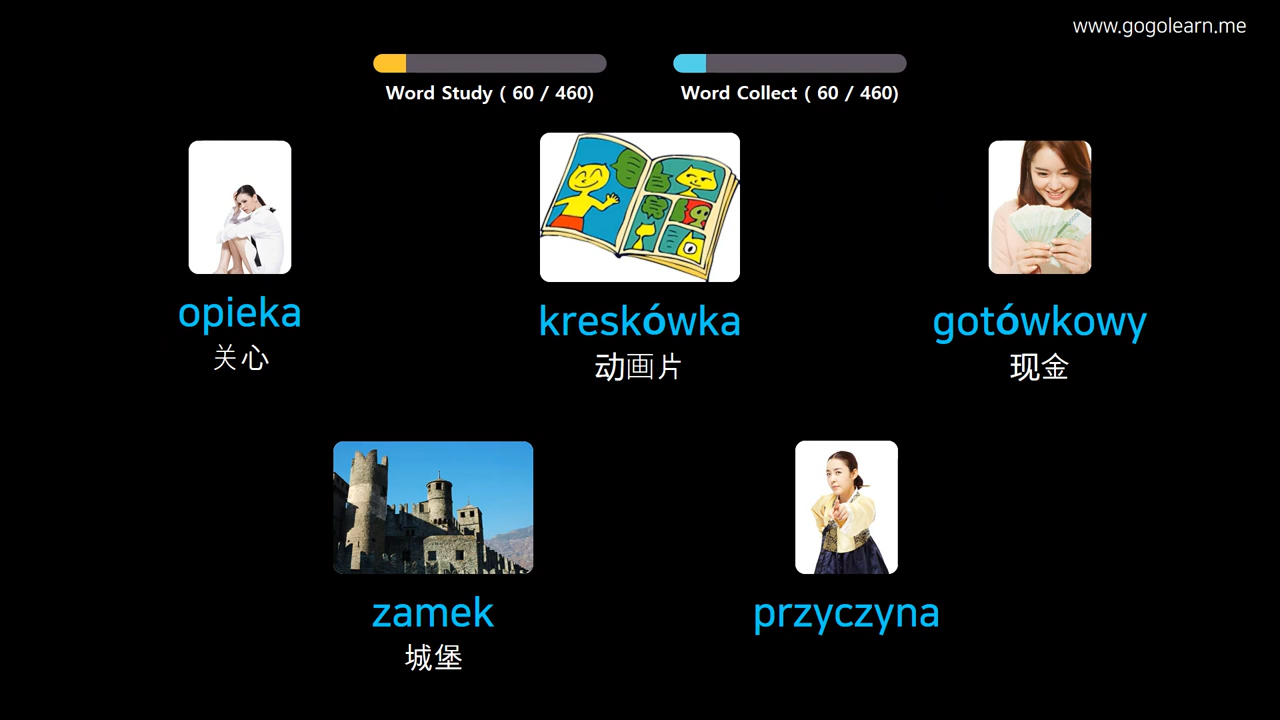 www.gogolearn.me
Word Study ( 60 / 460)
Word Collect ( 60 / 460)
opieka
关心
kreskówka
动画片
gotówkowy
现金
zamek
城堡
przyczyna